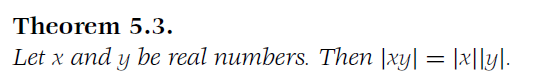 Theorem 5.3.
Let x and y be real numbers. Then |xy| = |x||y|.